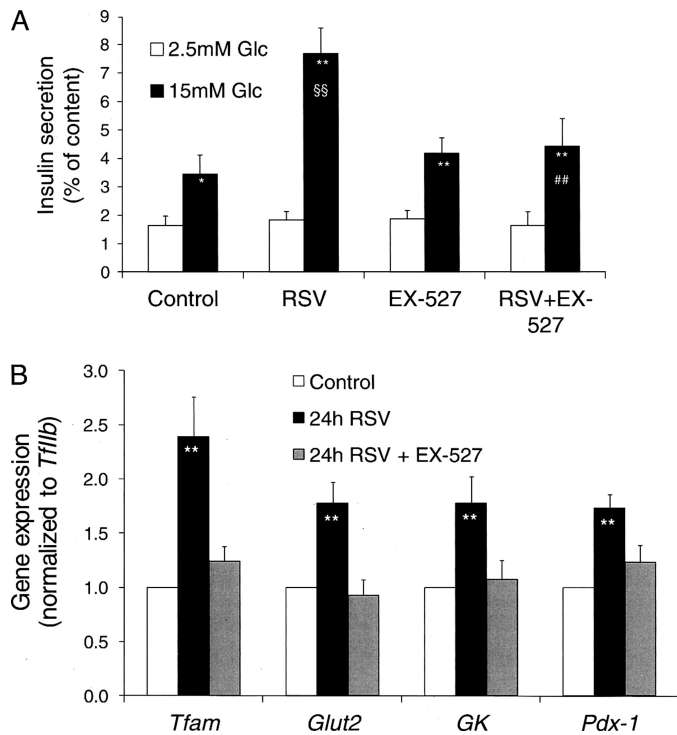 A
9
8
7
6
5
4
3
2
1
0
Insulin secretion
(% of content)
2.5mM Glc
15mM Glc
*
**
§§
**
**
##
Control
RSV
EX-527
RSV+EX-
527
B
3.0
2.5
2.0
1.5
1.0
0.5
0.0
Gene expression
(normalized to TfIIb)
Control
24h RSV
24h RSV + EX-527
**
**
**
**
Tfam
Glut2
GK
Pdx-1